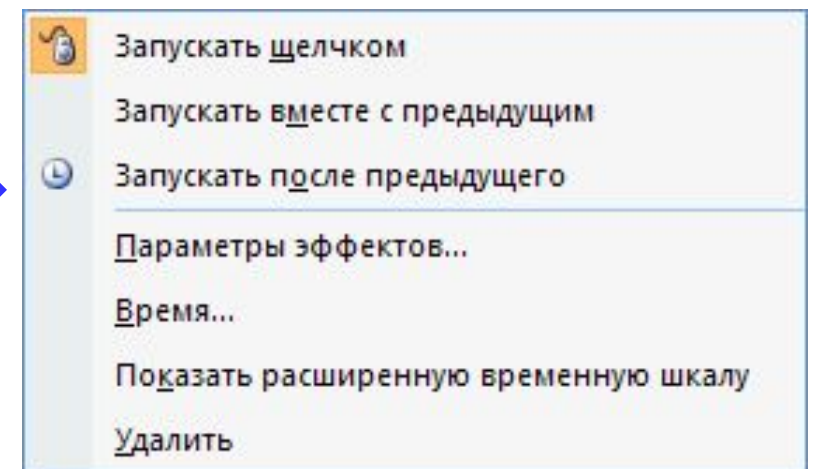 Запускать щелчком
Запускать вместе с предыдущим
Запускать после предыдущего
Параметры эффектов...
Время...
Показать расширенную временную шкалу
Удалить